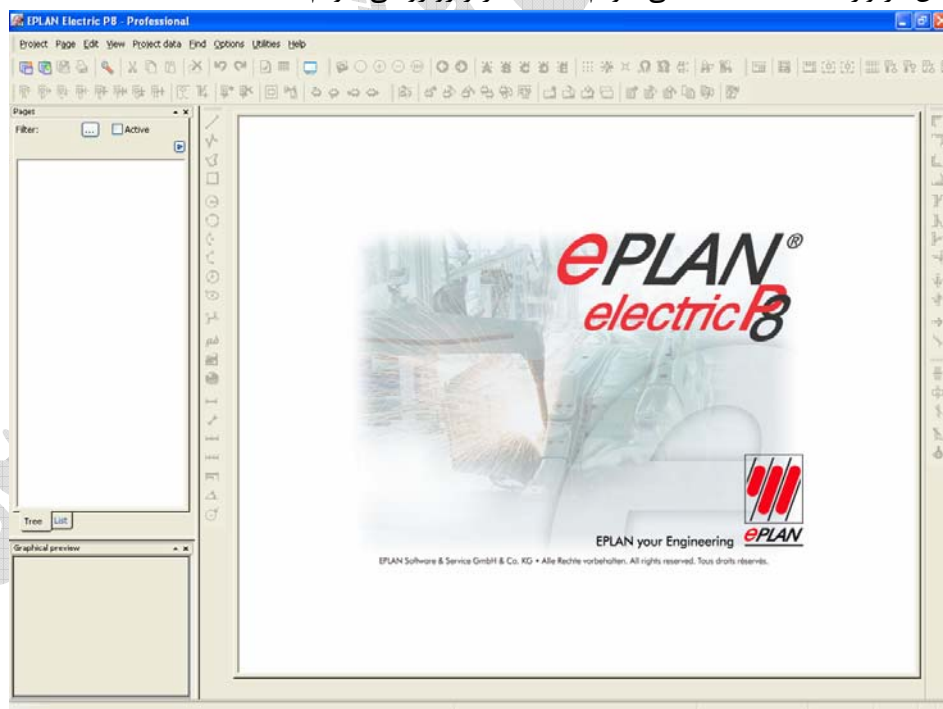 EPLAN Electric P8 - Professional
Project Page Edit View Project data Find Options Utilities Help
Pages
Filter: ... Active
ePLAN®
electric P8
Tree List
Graphical preview
EPLAN your Engineering
ePLAN
EPLAN Software & Service GmbH & Co. KG • Alle Rechte vorbehalten. All rights reserved. Tous droits réservés.